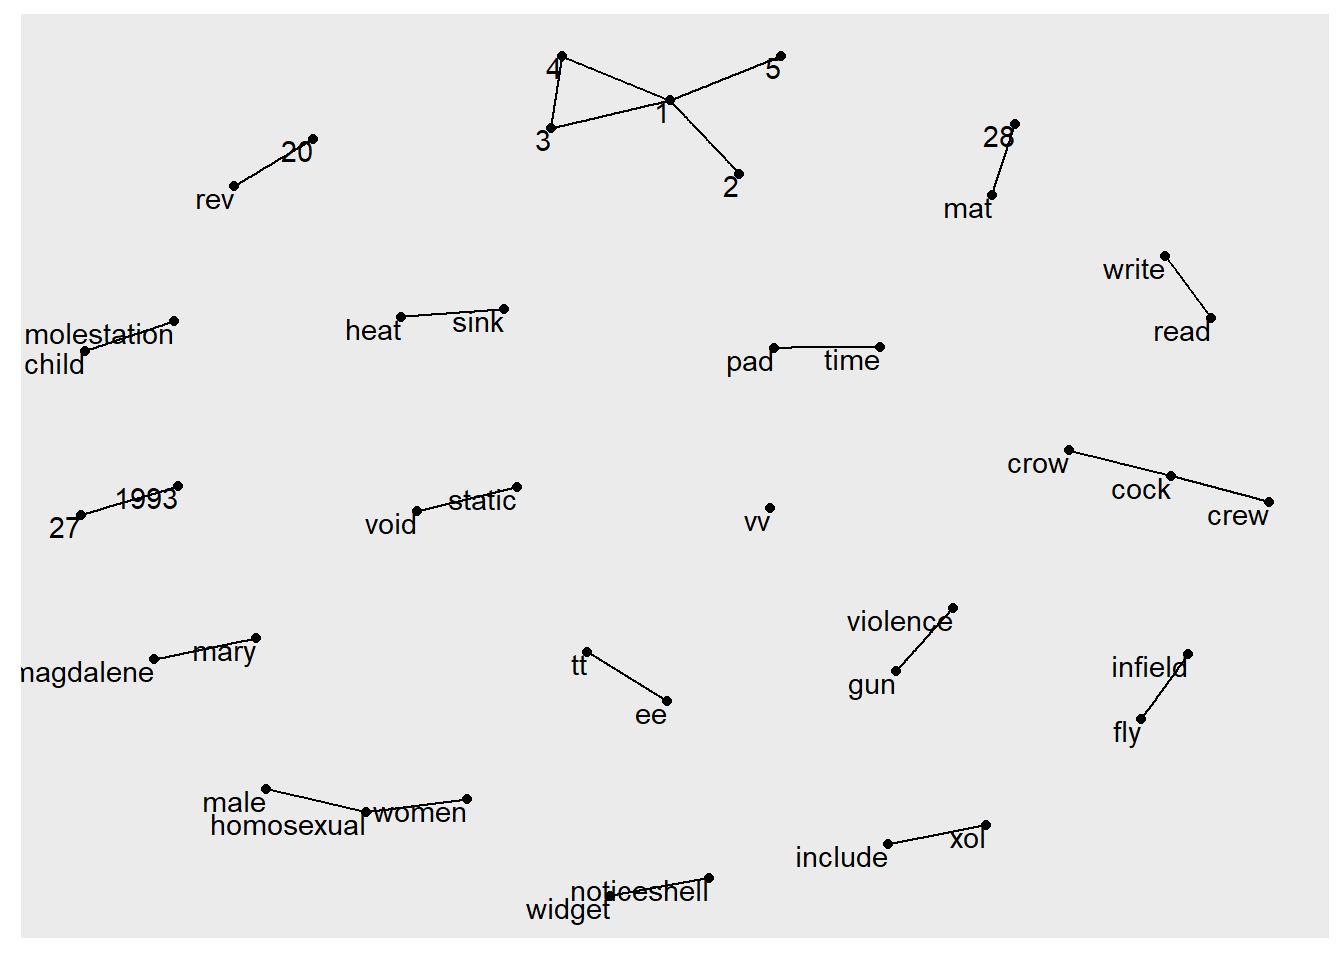 4
5
1
3
20
28
2
rev
mat
write
molestation
heat
sink
read
child
pad
time
crow
cock
1993
static
crew
27
void
vv
violence
mary
magdalene
tt
infield
gun
ee
fly
male
women
homosexual
xol
include
noticeshell
widget